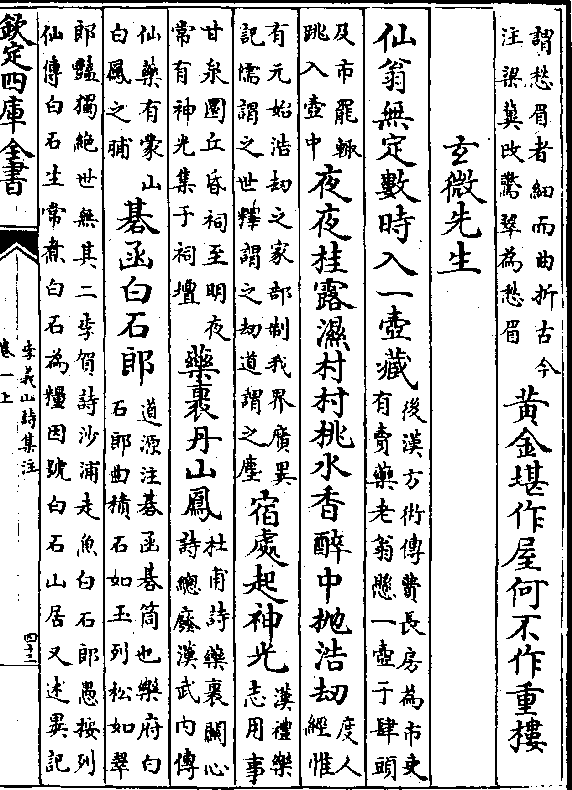 謂愁眉者細而曲折古今
注梁冀改驚翠為愁眉
黄金堪作屋何不作重樓
玄微先生
仙翁無定數時入一壺藏
後漢方術傳費長房為市吏
有賣藥老翁懸一壺于肆頭
及市罷輒
跳入壺中
夜夜桂露濕村村桃水香醉中抛浩劫
度人
經惟
有元始浩劫之家部制我界廣異
記儒謂之世釋謂之劫道謂之塵
宿處起神光
漢禮樂
志用事
甘泉圜丘昏祠至明夜
常有神光集于祠壇
藥裹丹山鳳
杜甫詩藥裹關心
詩總廢漢武内傳
仙藥有蒙山
白鳳之脯
碁函白石郎
道源注碁函碁筒也樂府白
石郎曲積石如玉列松如翠
郎豔獨絶世無其二李賀詩沙浦走魚白石郎愚按列
仙傳白石生常煮白石為糧因號白石山居又述異記
欽定四庫全書
李義山詩集注
卷一上
四十三